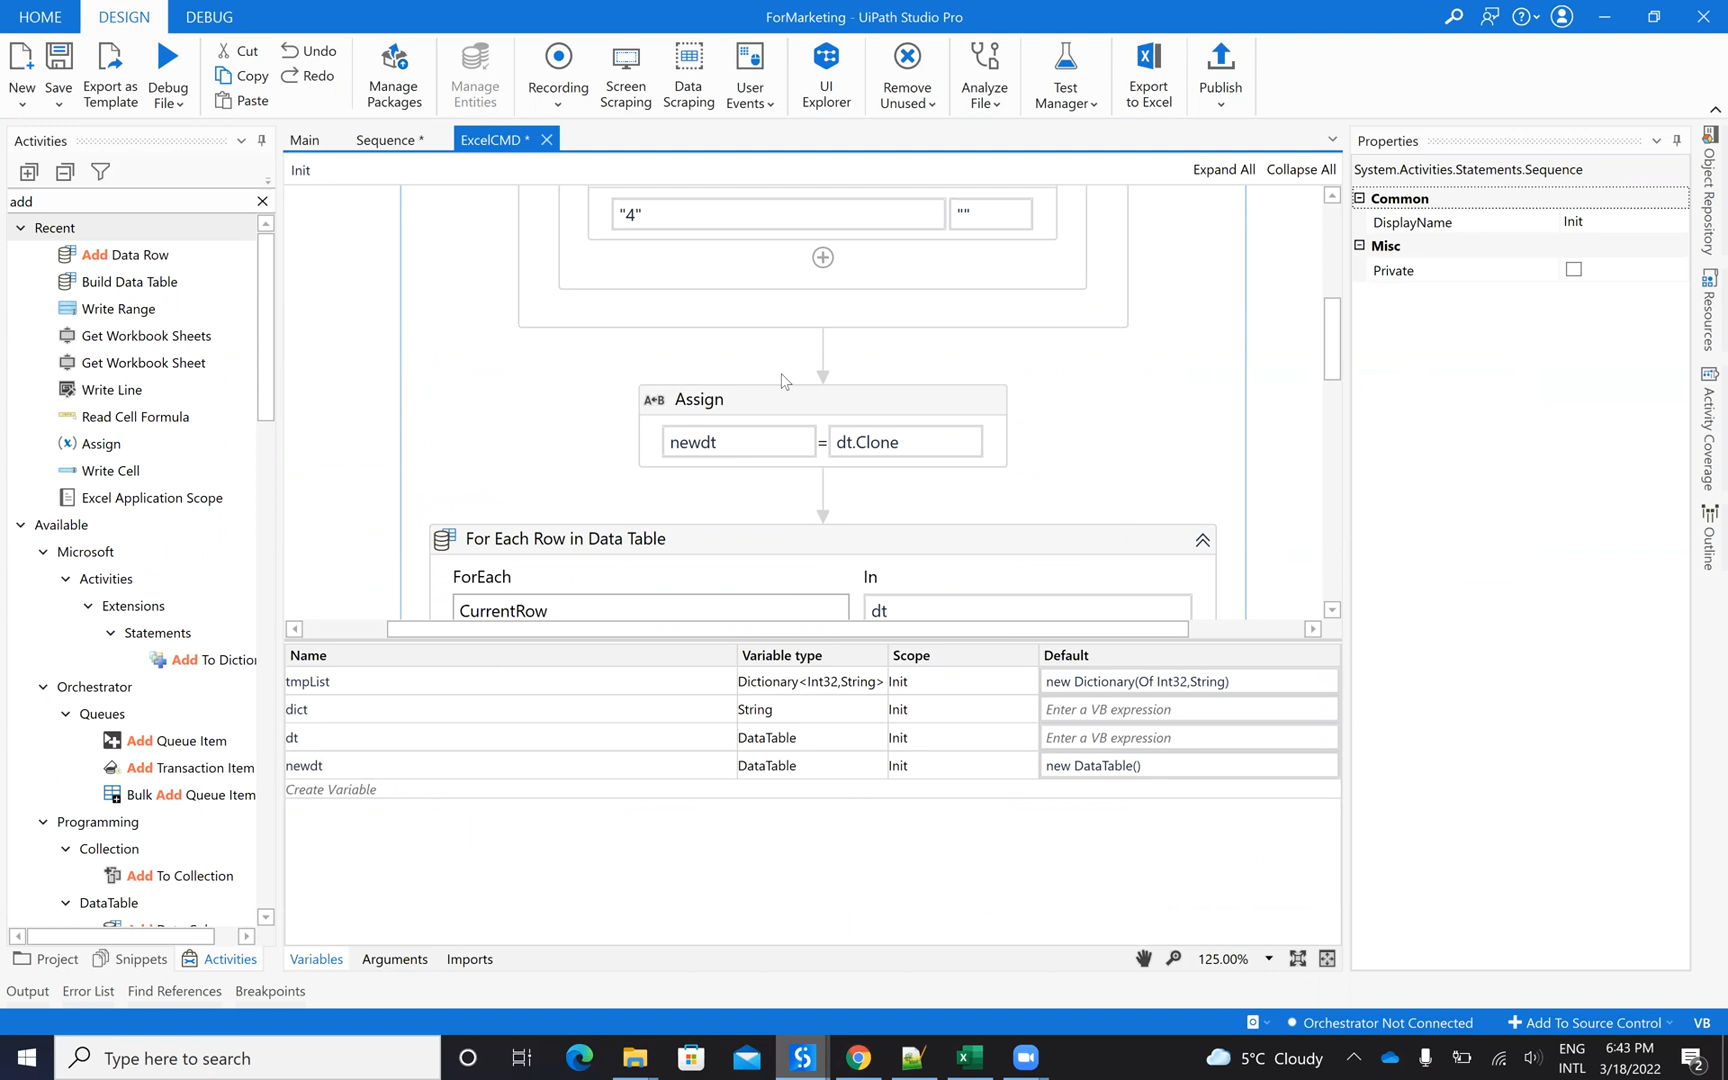 HOME DESIGN DEBUG
ForMarketing - UiPath Studio Pro
New
Save
Export as Template
Debug File
Cut
Copy
Paste
Undo
Redo
Manage Packages
Manage Entities
Recording
Screen Scraping
Data Scraping
User Events
UI Explorer
Remove Unused
Analyze File
Test Manager
Export to Excel
Publish
Activities
add
Recent
Add Data Row
Build Data Table
Write Range
Get Workbook Sheets
Get Workbook Sheet
Write Line
Read Cell Formula
Assign
Write Cell
Excel Application Scope
Available
Microsoft
Activities
Extensions
Statements
Add To Dictio
Orchestrator
Queues
Add Queue Item
Add Transaction Item
Bulk Add Queue Item
Programming
Collection
Add To Collection
DataTable
Project Snippets Activities
Main Sequence * ExcelCMD *
Init
Expand All Collapse All
"4" ""
A+B Assign
newdt = dt.Clone
For Each Row in Data Table
ForEach In
CurrentRow dt
Name Variable type Scope Default
tmpList Dictionary<Int32,String> Init new Dictionary(Of Int32,String)
dict String Init Enter a VB expression
dt DataTable Init Enter a VB expression
newdt DataTable Init new DataTable()
Create Variable
Variables Arguments Imports
125.00%
Properties
System.Activities.Statements.Sequence
Common
DisplayName Init
Misc
Private
Object Repository
Resources
Activity Coverage
Outline
Output Error List Find References Breakpoints
Orchestrator Not Connected
Add To Source Control
VB
Type here to search
5°C Cloudy
ENG
INTL
6:43 PM
3/18/2022
2